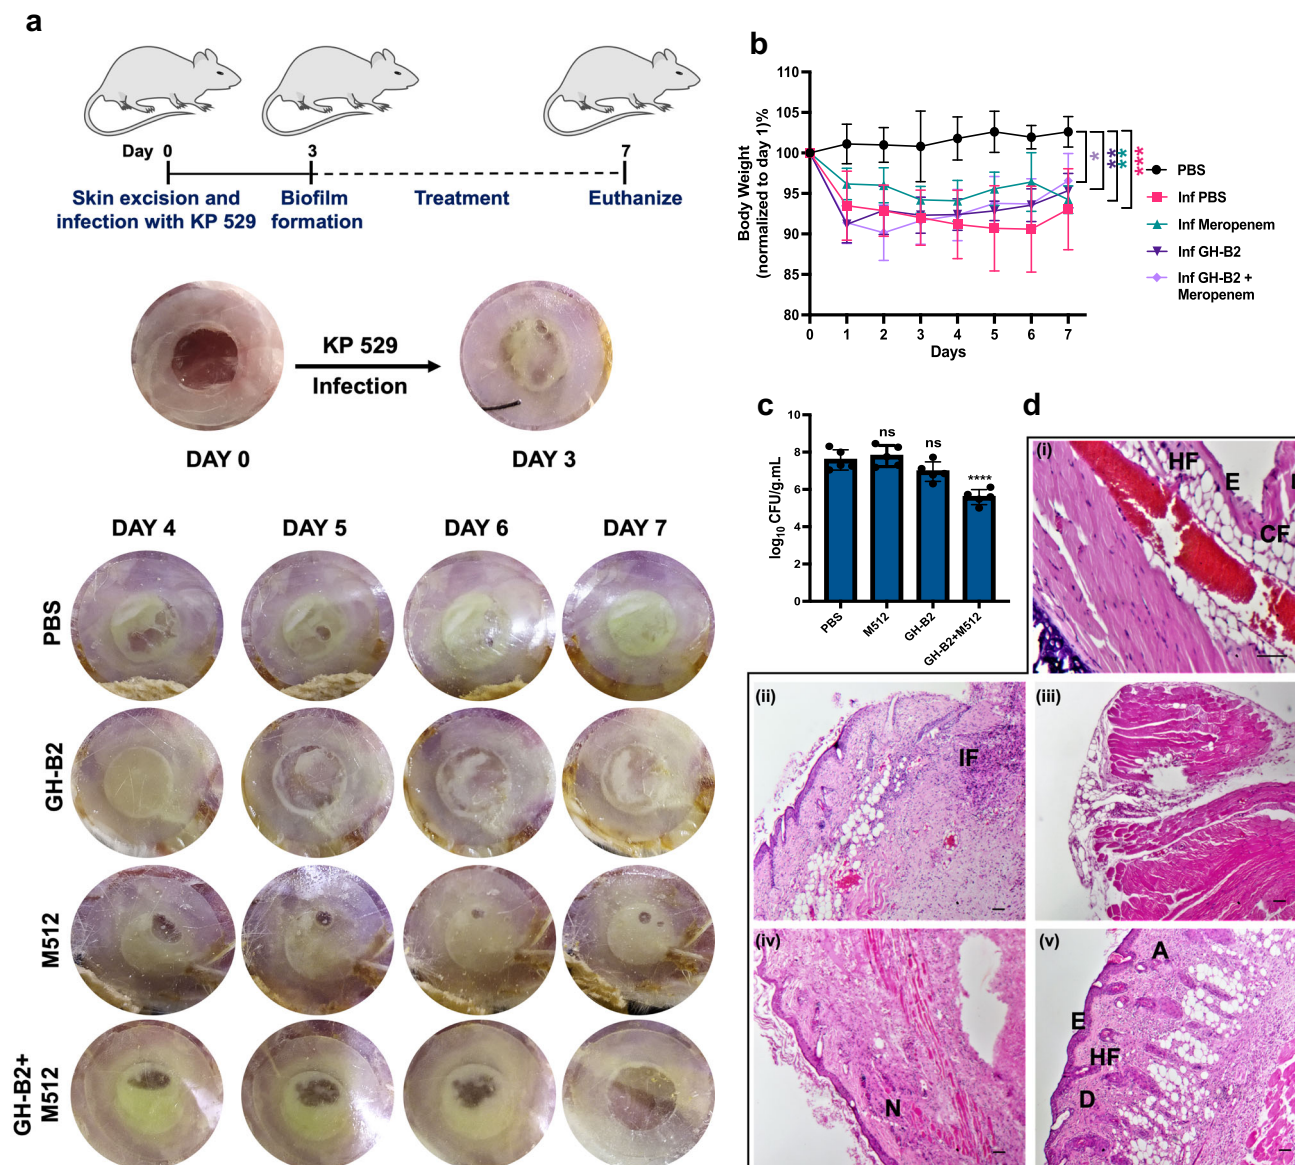 a
Day 0 3 7
Skin excision and
infection with KP 529
Biofilm
formation
Treatment
Euthanize
KP 529
Infection
DAY 0
DAY 3
DAY 4 DAY 5 DAY 6 DAY 7
PBS
GH-B2
M512
GH-B2+
M512
b
Body Weight
(normalized to day 1)%
110
105
100
95
90
85
80
0 1 2 3 4 5 6 7
Days
* ** ** ***
PBS
Inf PBS
Inf Meropenem
Inf GH-B2
Inf GH-B2 +
Meropenem
c
log10 CFU/g.mL
10
8
6
4
2
0
ns
ns
****
PBS
M512
GH-B2
GH-B2+M512
d
(i)
HF
E
CF
(ii)
IF
(iii)
(iv)
N
(v)
A
E
HF
D